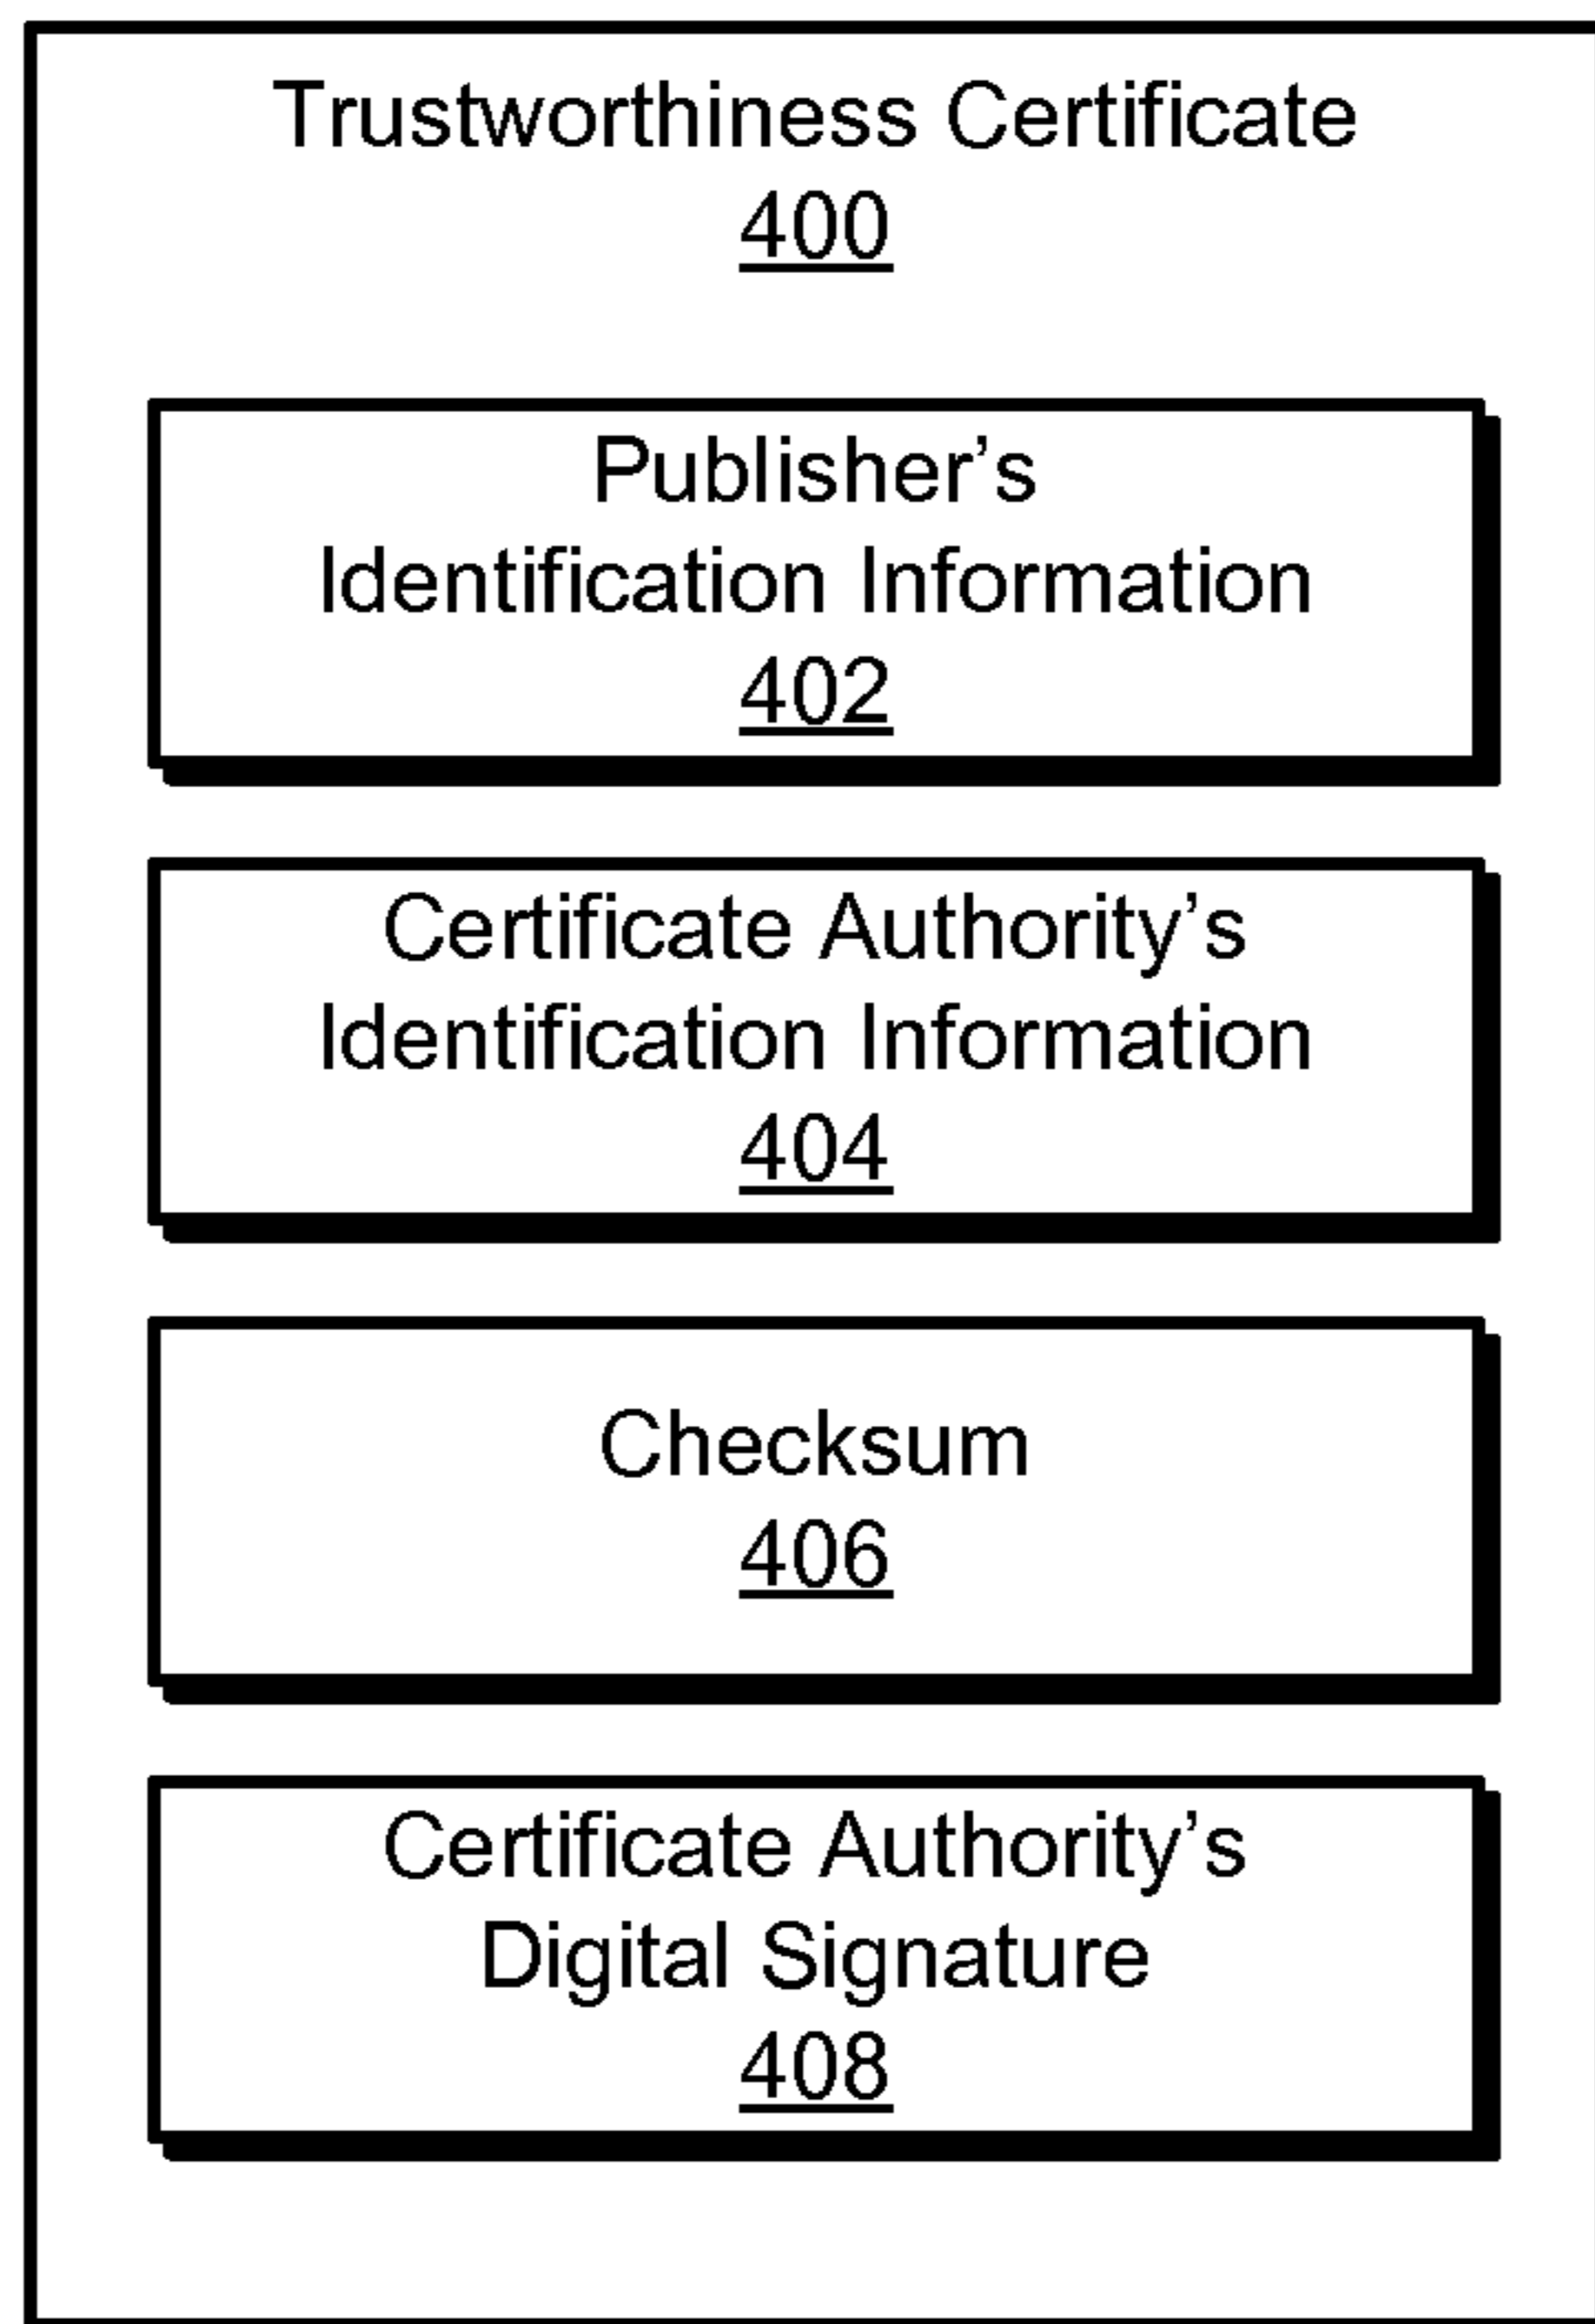 Trustworthiness Certificate
400
Publisher’s
Identification Information
402
Certificate Authority’s
Identification Information
404
Checksum
406
Certificate Authority’s
Digital Signature
408